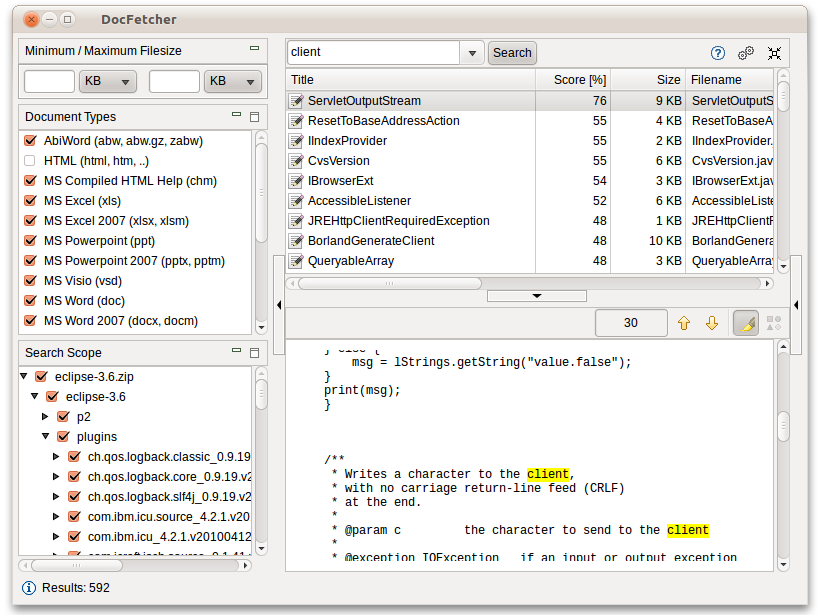 DocFetcher
Minimum / Maximum Filesize
KB
KB
Document Types
AbiWord (abw, abw.gz, zabw)
HTML (html, htm, ..)
MS Compiled HTML Help (chm)
MS Excel (xls)
MS Excel 2007 (xlsx, xlsm)
MS Powerpoint (ppt)
MS Powerpoint 2007 (pptx, pptm)
MS Visio (vsd)
MS Word (doc)
MS Word 2007 (docx, docm)
Search Scope
eclipse-3.6.zip
eclipse-3.6
p2
plugins
ch.qos.logback.classic_0.9.19
ch.qos.logback.core_0.9.19.v2
ch.qos.logback.slf4j_0.9.19.v2
com.ibm.icu.source_4.2.1.v20
com.ibm.icu_4.2.1.v20100412
Results: 592
client
Search
Title Score [%] Size Filename
ServletOutputStream 76 9 KB ServletOutputS
ResetToBaseAddressAction 55 4 KB ResetToBaseA
IIndexProvider 55 2 KB IIndexProvider.
CvsVersion 55 6 KB CvsVersion.jav
IBrowserExt 54 3 KB IBrowserExt.jav
AccessibleListener 52 6 KB AccessibleListe
JREHttpClientRequiredException 48 1 KB JREHttpClientF
BorlandGenerateClient 48 10 KB BorlandGenera
QueryableArray 48 3 KB QueryableArray
30
} else {
msg = lStrings.getString("value.false");
}
print(msg);
}
/**
* Writes a character to the client,
* with no carriage return-line feed (CRLF)
* at the end.
*
* @param c the character to send to the client
*
* @exception IOException if an input or output exception